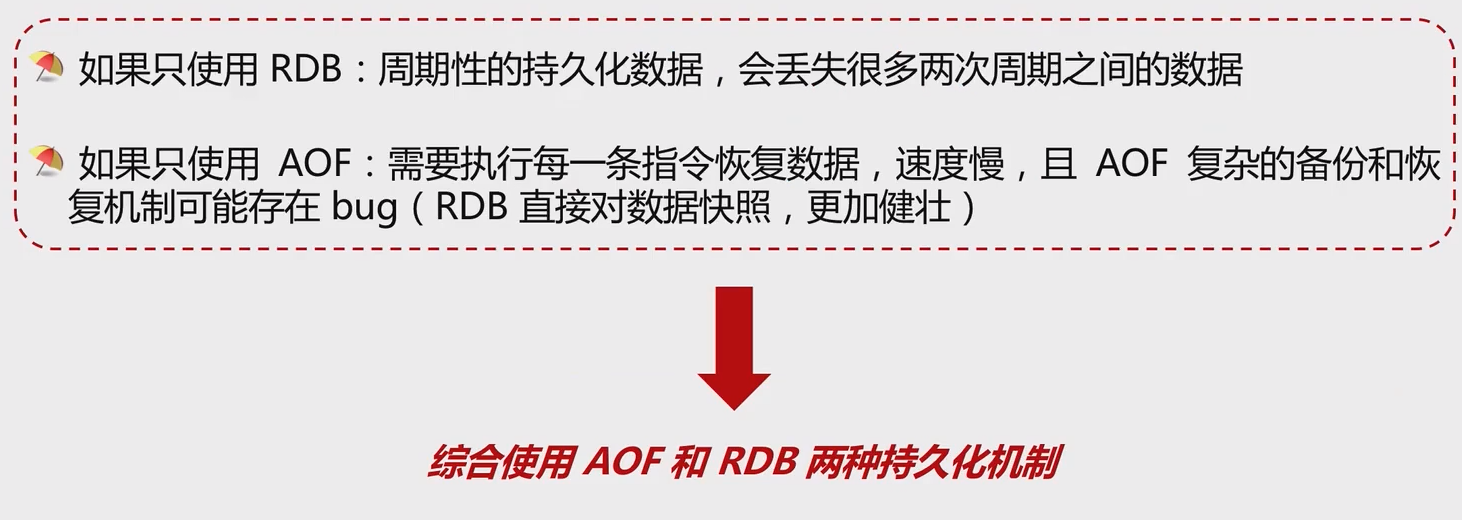 如果只使用 RDB：周期性的持久化数据，会丢失很多两次周期之间的数据
如果只使用 AOF：需要执行每一条指令恢复数据，速度慢，且 AOF 复杂的备份和恢
复机制可能存在 bug（RDB 直接对数据快照，更加健壮）
综合使用 AOF 和 RDB 两种持久化机制